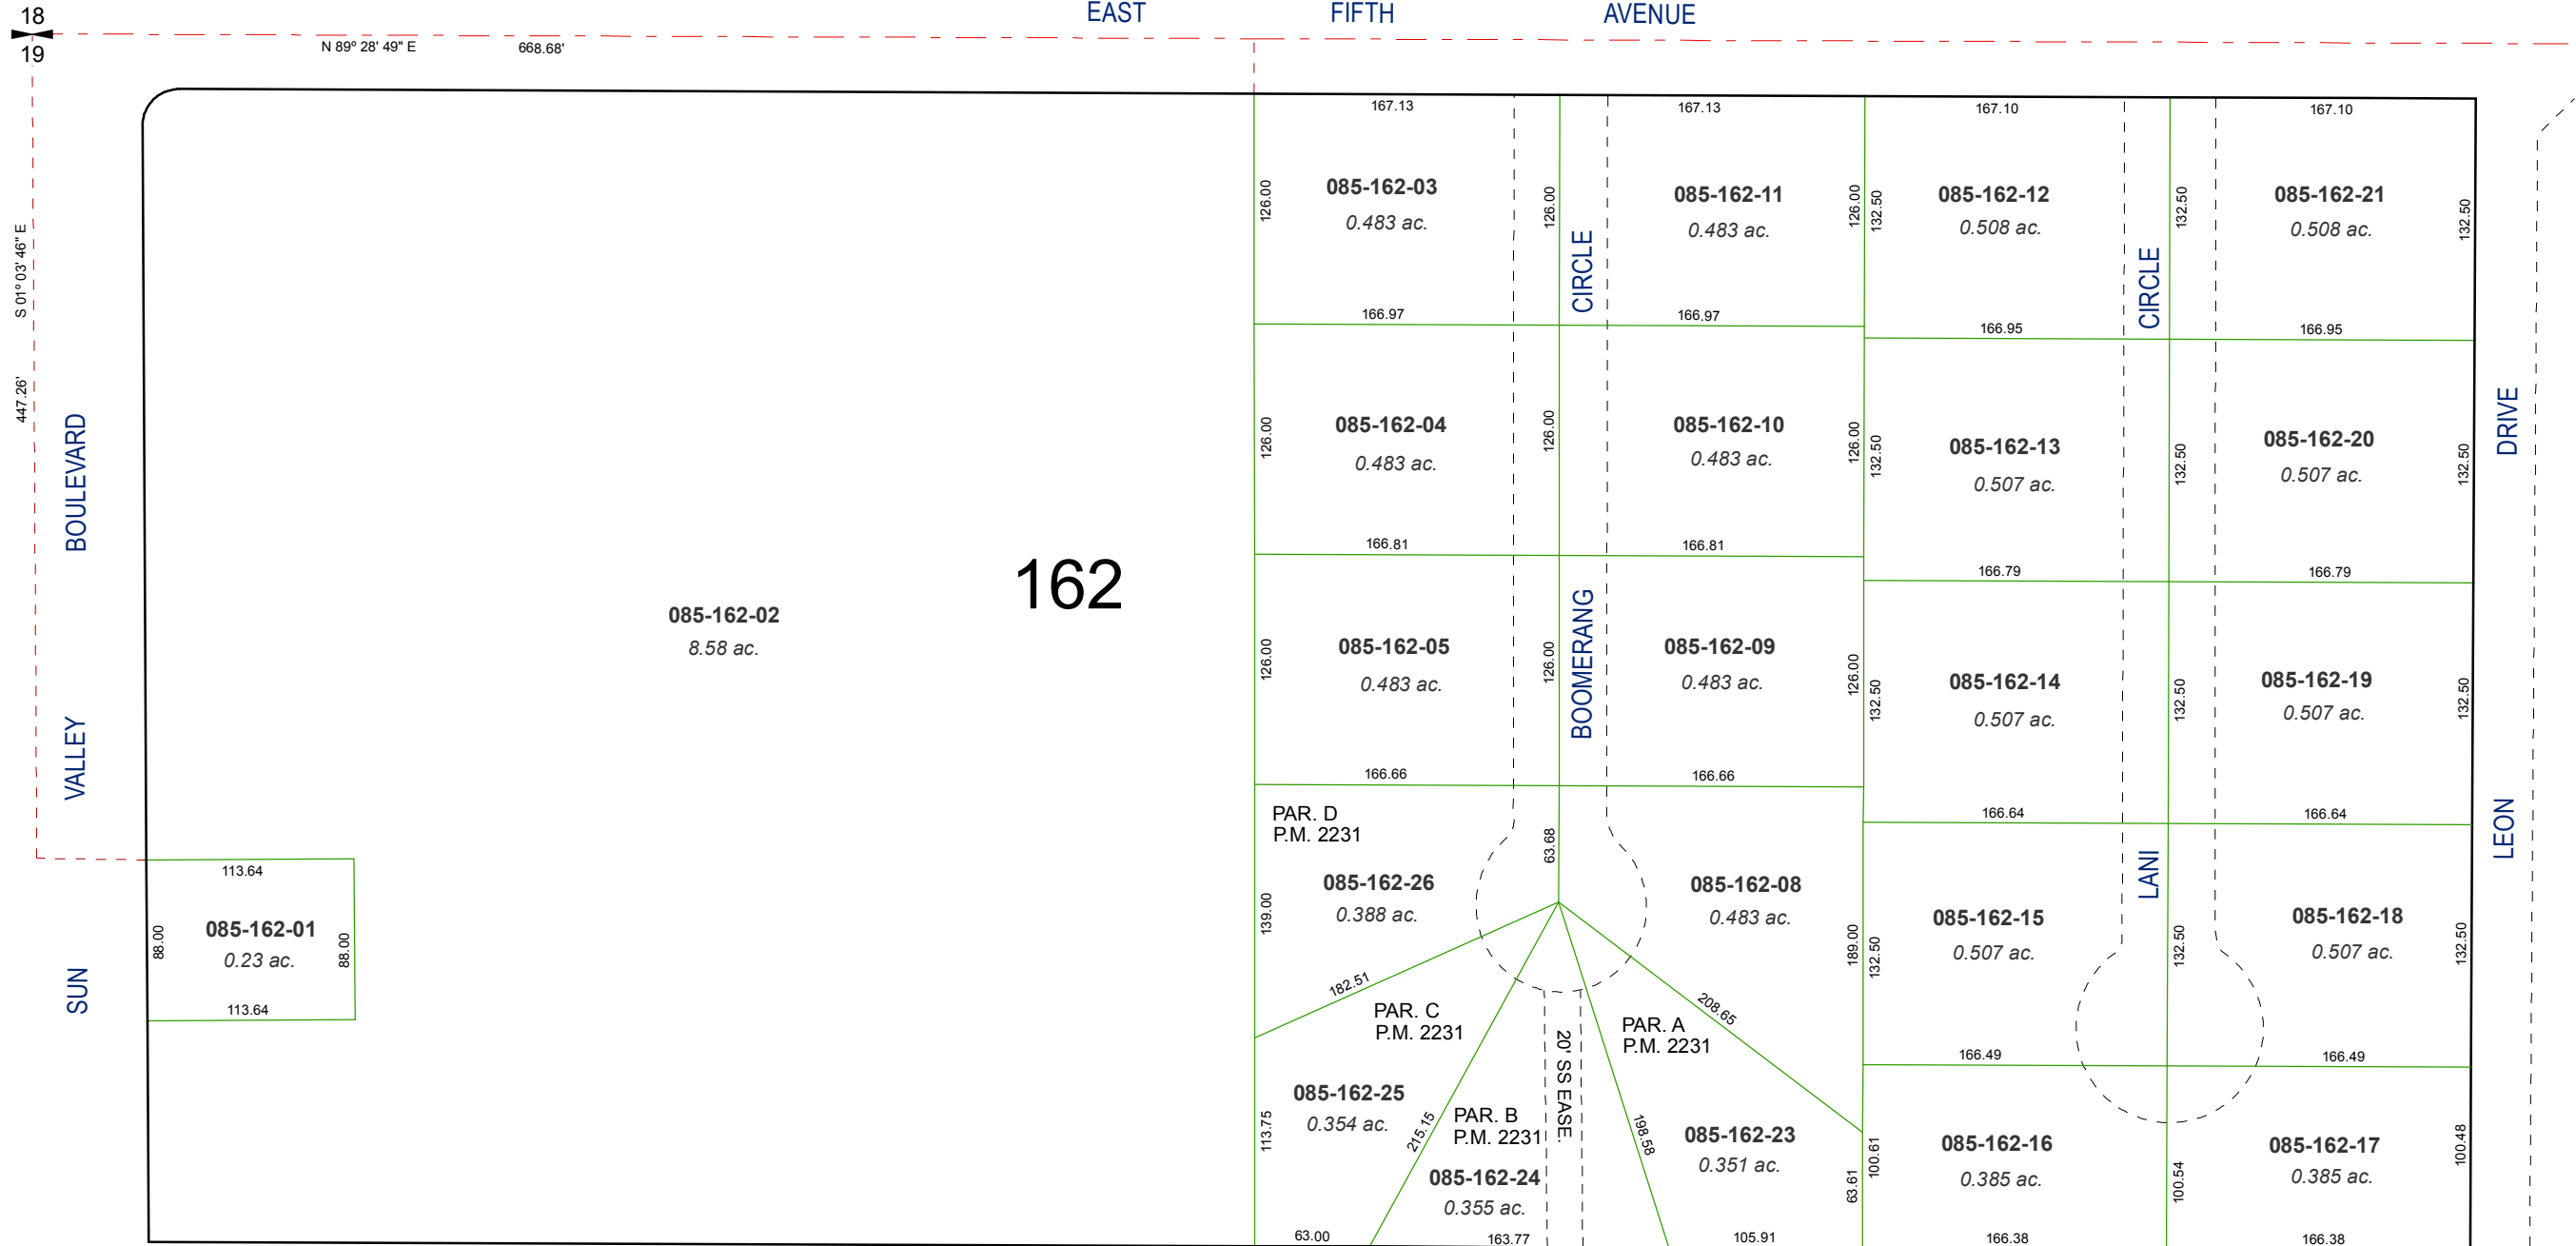 18
19
EAST FIFTH AVENUE
N 89º 28' 49" E 668.68'
S 01º 03' 46" E
447.26'
SUN VALLEY BOULEVARD
162
085-162-02
8.58 ac.
113.64
88.00
085-162-01
0.23 ac.
88.00
113.64
167.13
126.00
085-162-03
0.483 ac.
126.00
166.97
126.00
085-162-04
0.483 ac.
126.00
166.81
126.00
085-162-05
0.483 ac.
126.00
166.66
PAR. D
P.M. 2231
63.68
139.00
085-162-26
0.388 ac.
182.51
PAR. C
P.M. 2231
113.75
085-162-25
0.354 ac.
215.15
63.00
PAR. B
P.M. 2231
085-162-24
0.355 ac.
163.77
20' SS EASE.
BOOMERANG CIRCLE
167.13
085-162-11
0.483 ac.
126.00
166.97
085-162-10
0.483 ac.
126.00
166.81
085-162-09
0.483 ac.
126.00
166.66
085-162-08
0.483 ac.
189.00
208.65
PAR. A
P.M. 2231
198.58
085-162-23
0.351 ac.
63.61
105.91
167.10
132.50
085-162-12
0.508 ac.
132.50
166.95
132.50
085-162-13
0.507 ac.
132.50
166.79
132.50
085-162-14
0.507 ac.
132.50
166.64
132.50
085-162-15
0.507 ac.
132.50
166.49
100.61
085-162-16
0.385 ac.
100.54
166.38
LANI CIRCLE
167.10
085-162-21
0.508 ac.
132.50
166.95
085-162-20
0.507 ac.
132.50
166.79
085-162-19
0.507 ac.
132.50
166.64
085-162-18
0.507 ac.
132.50
166.49
085-162-17
0.385 ac.
100.48
166.38
LEON DRIVE